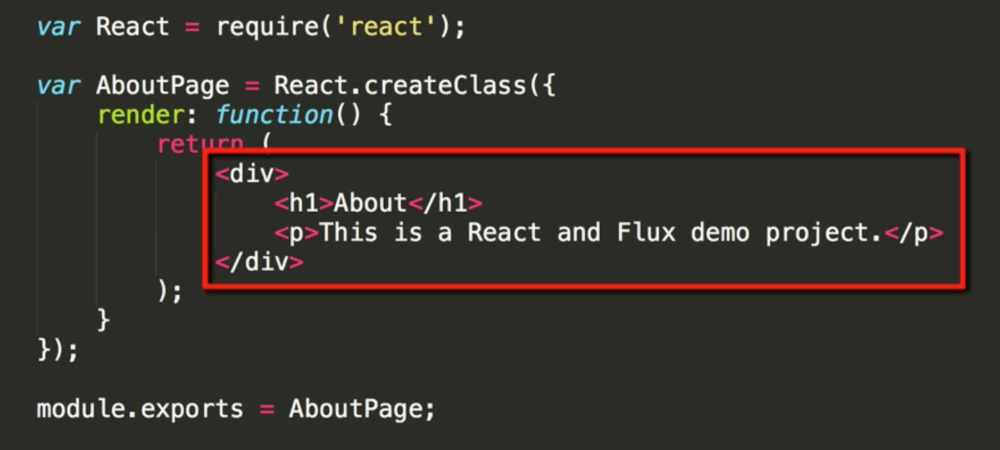 var React = require('react');
var AboutPage = React.createClass({
render: function() {
return (
<div>
<h1>About</h1>
<p>This is a React and Flux demo project.</p>
</div>
);
}
});
module.exports = AboutPage;